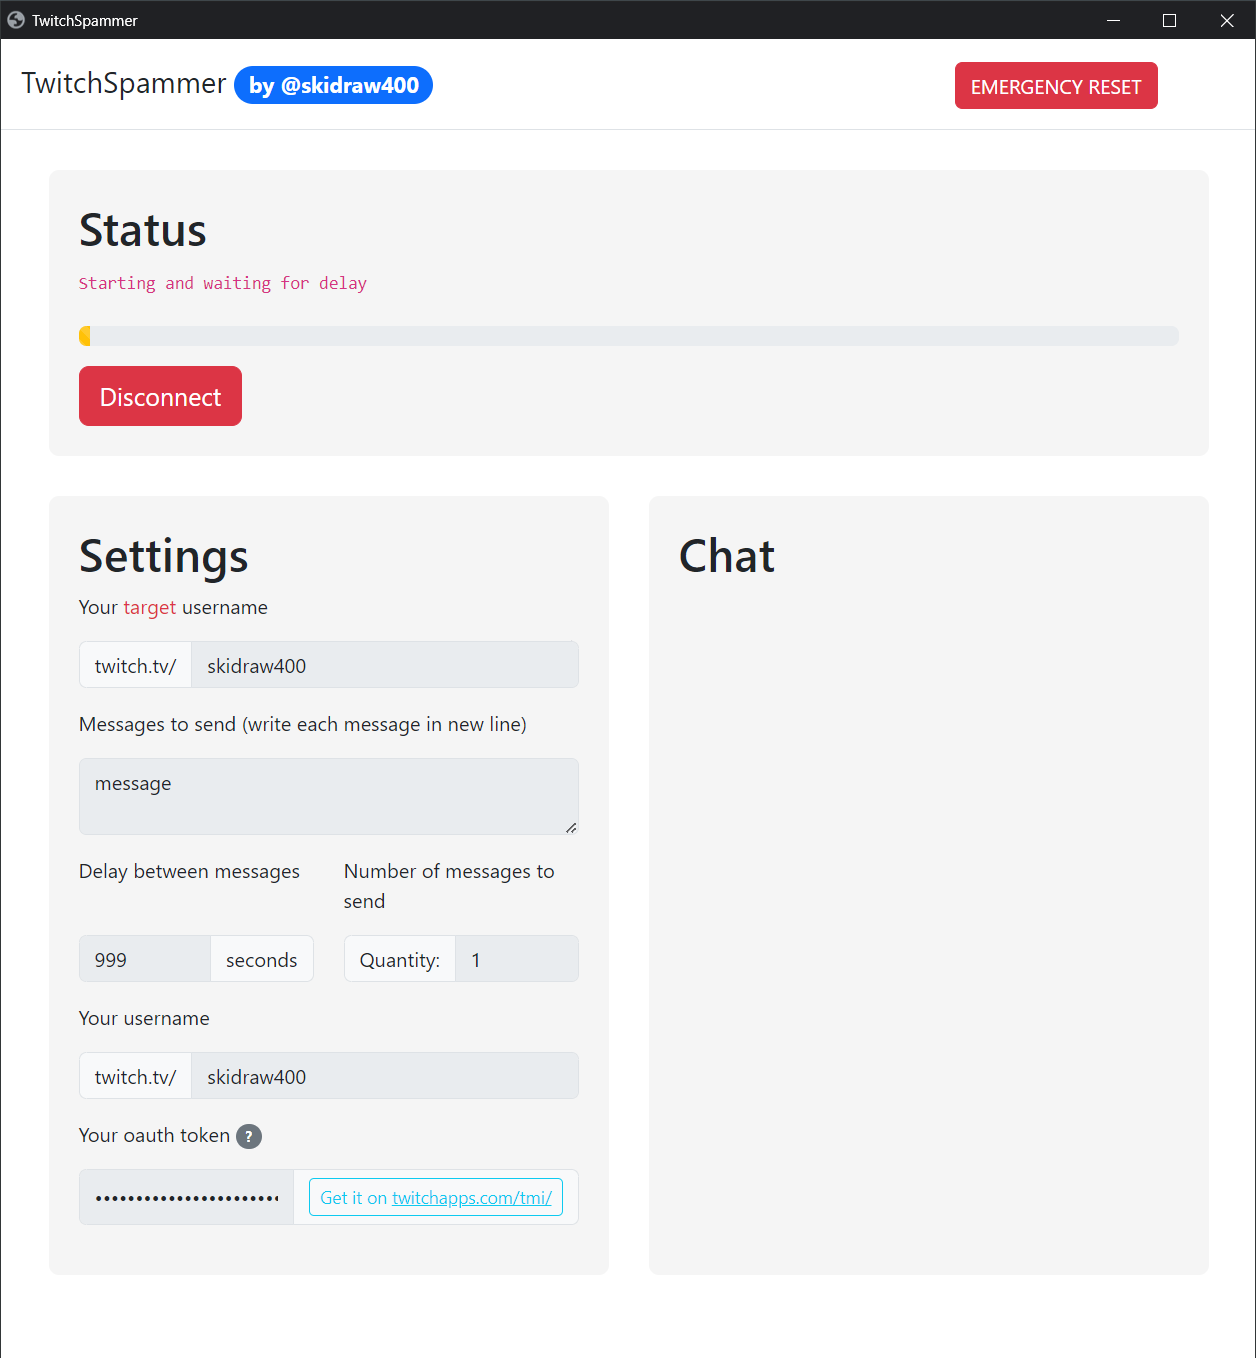 TwitchSpammer
TwitchSpammer by @skidraw400
EMERGENCY RESET
Status
Starting and waiting for delay
Disconnect
Settings
Your target username
twitch.tv/ skidraw400
Messages to send (write each message in new line)
message
Delay between messages
999 seconds
Number of messages to
send
Quantity: 1
Your username
twitch.tv/ skidraw400
Your oauth token ?
••••••••••••••••••••••• Get it on twitchapps.com/tmi/
Chat